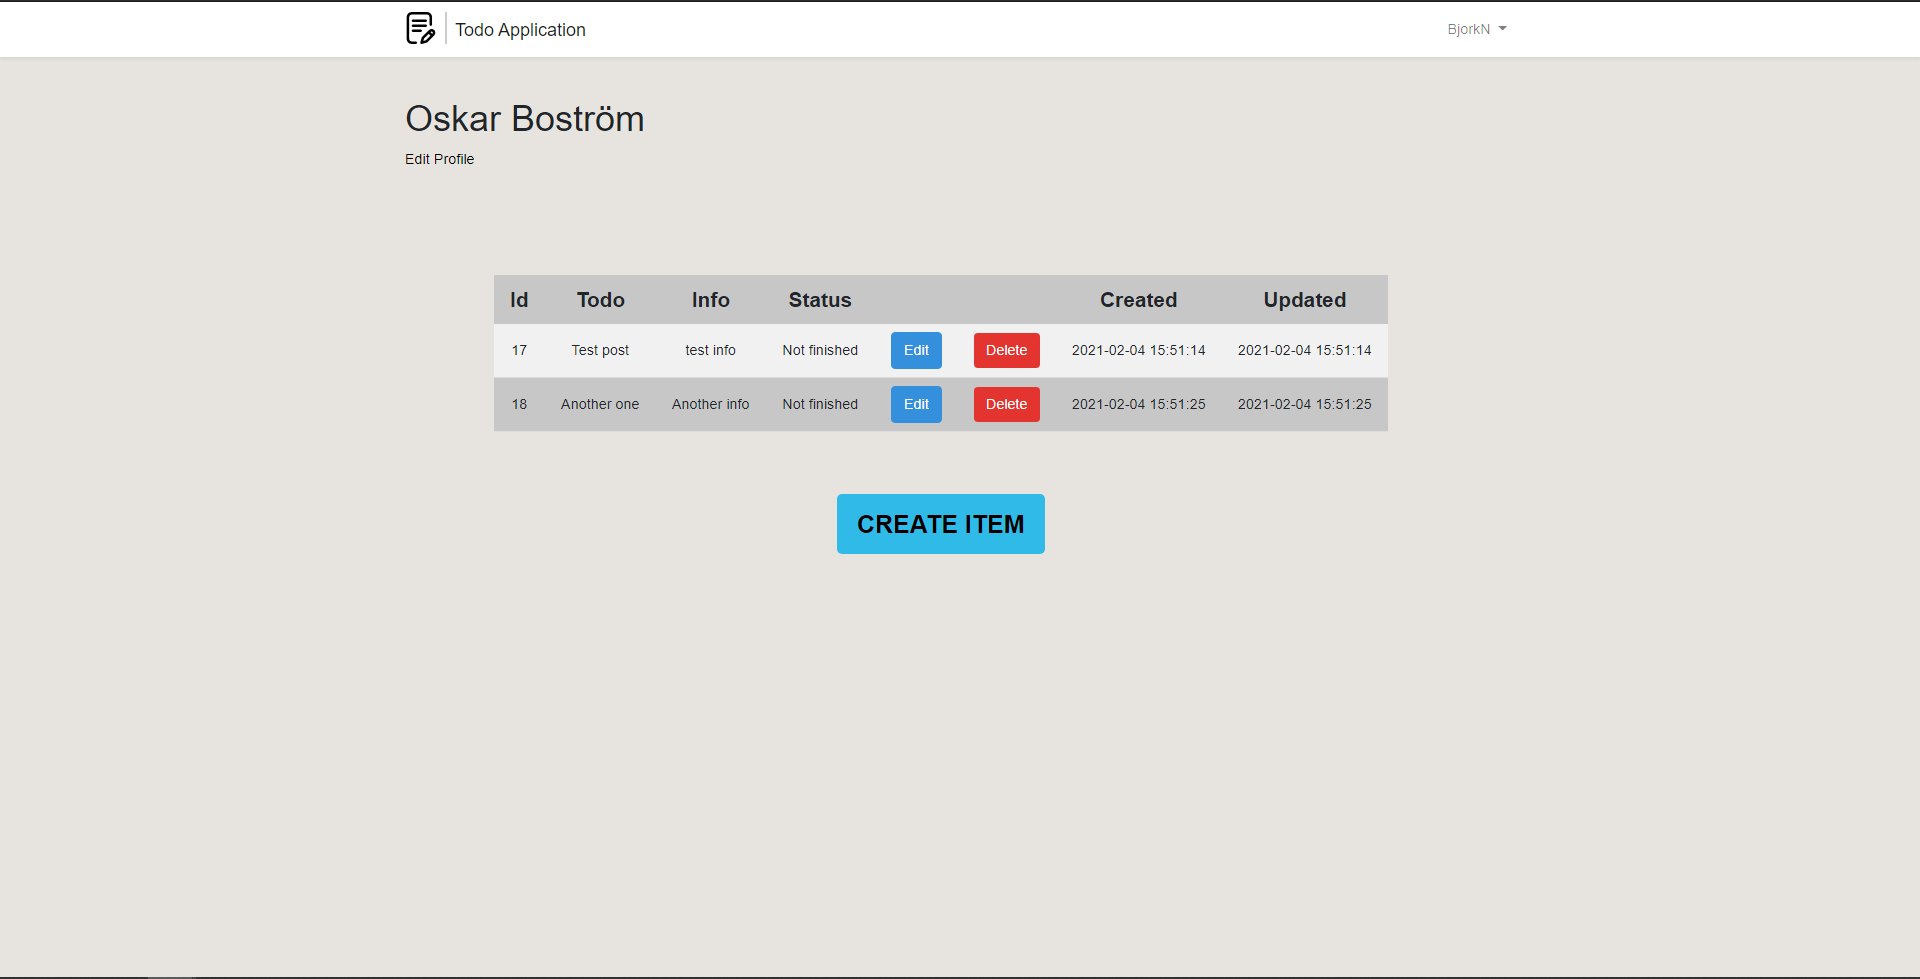 Todo Application BjorkN
Oskar Boström
Edit Profile
Id Todo Info Status Created Updated
17 Test post test info Not finished Edit Delete 2021-02-04 15:51:14 2021-02-04 15:51:14
18 Another one Another info Not finished Edit Delete 2021-02-04 15:51:25 2021-02-04 15:51:25
CREATE ITEM